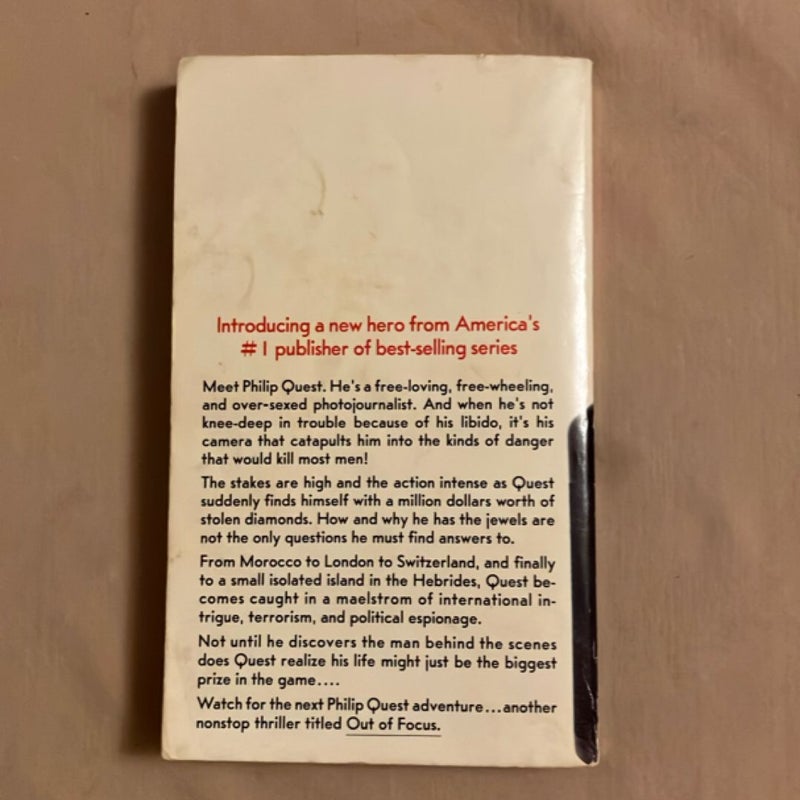 Introducing a new hero from America's
# 1 publisher of best-selling series
Meet Philip Quest. He's a free-loving, free-wheeling,
and over-sexed photojournalist. And when he's not
knee-deep in trouble because of his libido, it's his
camera that catapults him into the kinds of danger
that would kill most men!
The stakes are high and the action intense as Quest
suddenly finds himself with a million dollars worth of
stolen diamonds. How and why he has the jewels are
not the only questions he must find answers to.
From Morocco to London to Switzerland, and finally
to a small isolated island in the Hebrides, Quest be-
comes caught in a maelstrom of international in-
trigue, terrorism, and political espionage.
Not until he discovers the man behind the scenes
does Quest realize his life might just be the biggest
prize in the game....
Watch for the next Philip Quest adventure...another
nonstop thriller titled Out of Focus.